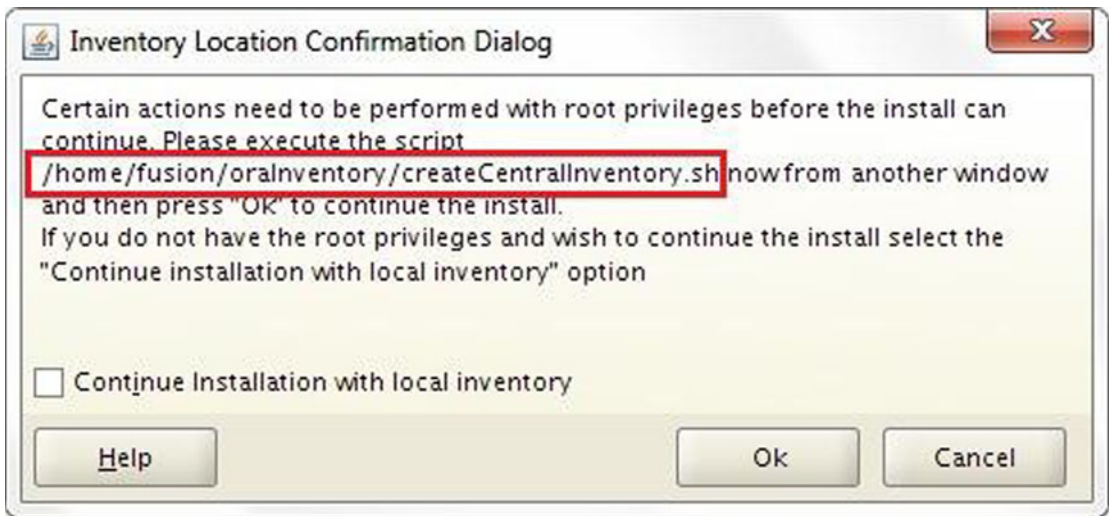 Inventory Location Confirmation Dialog
Certain actions need to be performed with root privileges before the install can
continue. Please execute the script
/home/fusion/oraInventory/createCentralInventory.sh now from another window
and then press "Ok" to continue the install.
If you do not have the root privileges and wish to continue the install select the
"Continue installation with local inventory" option
Continue Installation with local inventory
Help
Ok
Cancel